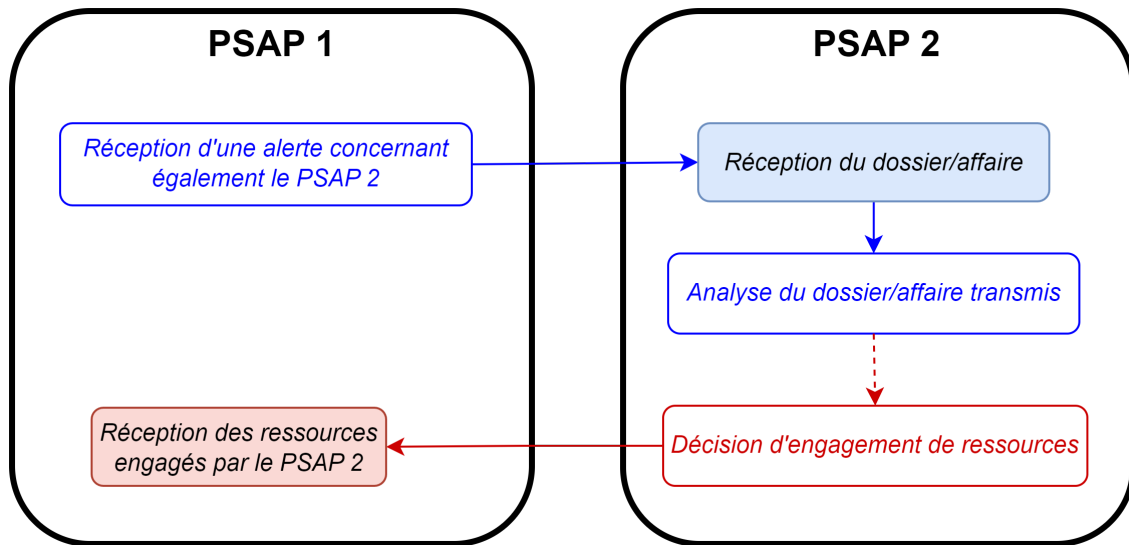 PSAP 1
PSAP 2
Réception d'une alerte concernant
également le PSAP 2
Réception du dossier/affaire
Analyse du dossier/affaire transmis
Réception des ressources
engagés par le PSAP 2
Décision d'engagement de ressources